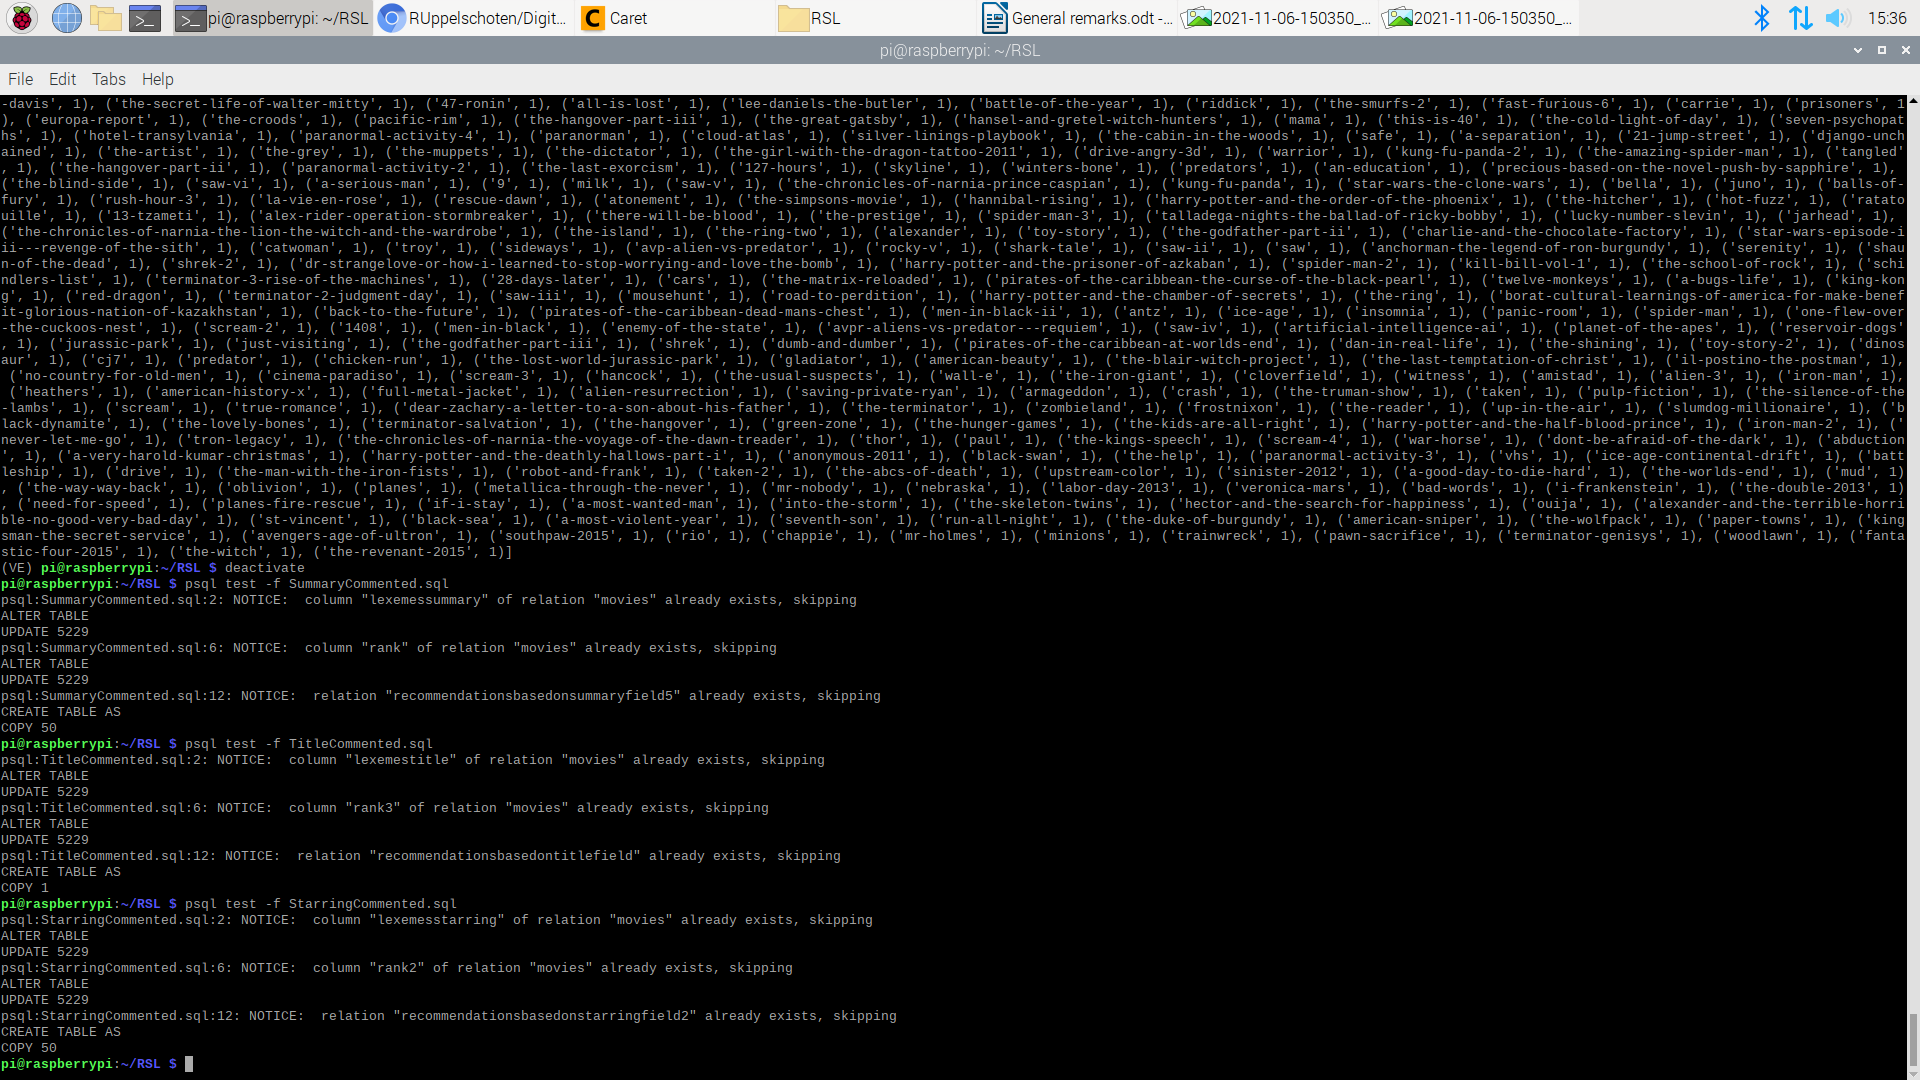 pi@raspberrypi: ~/RSL
RUppelschoten/Digit...
Caret
RSL
General remarks.odt -...
2021-11-06-150350_...
2021-11-06-150350_...
15:36
pi@raspberrypi: ~/RSL
File Edit Tabs Help
-davis', 1), ('the-secret-life-of-walter-mitty', 1), ('47-ronin', 1), ('all-is-lost', 1), ('lee-daniels-the-butler', 1), ('battle-of-the-year', 1), ('riddick', 1), ('the-smurfs-2', 1), ('fast-furious-6', 1), ('carrie', 1), ('prisoners', 1
), ('europa-report', 1), ('the-croods', 1), ('pacific-rim', 1), ('the-hangover-part-iii', 1), ('the-great-gatsby', 1), ('hansel-and-gretel-witch-hunters', 1), ('mama', 1), ('this-is-40', 1), ('the-cold-light-of-day', 1), ('seven-psychopat
hs', 1), ('hotel-transylvania', 1), ('paranormal-activity-4', 1), ('paranorman', 1), ('cloud-atlas', 1), ('silver-linings-playbook', 1), ('the-cabin-in-the-woods', 1), ('safe', 1), ('a-separation', 1), ('21-jump-street', 1), ('django-unch
ained', 1), ('the-artist', 1), ('the-grey', 1), ('the-muppets', 1), ('the-dictator', 1), ('the-girl-with-the-dragon-tattoo-2011', 1), ('drive-angry-3d', 1), ('warrior', 1), ('kung-fu-panda-2', 1), ('the-amazing-spider-man', 1), ('tangled'
, 1), ('the-hangover-part-ii', 1), ('paranormal-activity-2', 1), ('the-last-exorcism', 1), ('127-hours', 1), ('skyline', 1), ('winters-bone', 1), ('predators', 1), ('an-education', 1), ('precious-based-on-the-novel-push-by-sapphire', 1),
('the-blind-side', 1), ('saw-vi', 1), ('a-serious-man', 1), ('9', 1), ('milk', 1), ('saw-v', 1), ('the-chronicles-of-narnia-prince-caspian', 1), ('kung-fu-panda', 1), ('star-wars-the-clone-wars', 1), ('bella', 1), ('juno', 1), ('balls-of-
fury', 1), ('rush-hour-3', 1), ('la-vie-en-rose', 1), ('rescue-dawn', 1), ('atonement', 1), ('the-simpsons-movie', 1), ('hannibal-rising', 1), ('harry-potter-and-the-order-of-the-phoenix', 1), ('the-hitcher', 1), ('hot-fuzz', 1), ('ratato
uille', 1), ('13-tzameti', 1), ('alex-rider-operation-stormbreaker', 1), ('there-will-be-blood', 1), ('the-prestige', 1), ('spider-man-3', 1), ('talladega-nights-the-ballad-of-ricky-bobby', 1), ('lucky-number-slevin', 1), ('jarhead', 1),
('the-chronicles-of-narnia-the-lion-the-witch-and-the-wardrobe', 1), ('the-island', 1), ('the-ring-two', 1), ('alexander', 1), ('toy-story', 1), ('the-godfather-part-ii', 1), ('charlie-and-the-chocolate-factory', 1), ('star-wars-episode-i
ii---revenge-of-the-sith', 1), ('catwoman', 1), ('troy', 1), ('sideways', 1), ('avp-alien-vs-predator', 1), ('rocky-v', 1), ('shark-tale', 1), ('saw-ii', 1), ('saw', 1), ('anchorman-the-legend-of-ron-burgundy', 1), ('serenity', 1), ('shau
n-of-the-dead', 1), ('shrek-2', 1), ('dr-strangelove-or-how-i-learned-to-stop-worrying-and-love-the-bomb', 1), ('harry-potter-and-the-prisoner-of-azkaban', 1), ('spider-man-2', 1), ('kill-bill-vol-1', 1), ('the-school-of-rock', 1), ('schi
ndlers-list', 1), ('terminator-3-rise-of-the-machines', 1), ('28-days-later', 1), ('cars', 1), ('the-matrix-reloaded', 1), ('pirates-of-the-caribbean-the-curse-of-the-black-pearl', 1), ('twelve-monkeys', 1), ('a-bugs-life', 1), ('king-kon
g', 1), ('red-dragon', 1), ('terminator-2-judgment-day', 1), ('saw-iii', 1), ('mousehunt', 1), ('road-to-perdition', 1), ('harry-potter-and-the-chamber-of-secrets', 1), ('the-ring', 1), ('borat-cultural-learnings-of-america-for-make-benef
it-glorious-nation-of-kazakhstan', 1), ('back-to-the-future', 1), ('pirates-of-the-caribbean-dead-mans-chest', 1), ('men-in-black-ii', 1), ('antz', 1), ('ice-age', 1), ('insomnia', 1), ('panic-room', 1), ('spider-man', 1), ('one-flew-over
-the-cuckoos-nest', 1), ('scream-2', 1), ('1408', 1), ('men-in-black', 1), ('enemy-of-the-state', 1), ('avpr-aliens-vs-predator---requiem', 1), ('saw-iv', 1), ('artificial-intelligence-ai', 1), ('planet-of-the-apes', 1), ('reservoir-dogs'
, 1), ('jurassic-park', 1), ('just-visiting', 1), ('the-godfather-part-iii', 1), ('shrek', 1), ('dumb-and-dumber', 1), ('pirates-of-the-caribbean-at-worlds-end', 1), ('dan-in-real-life', 1), ('the-shining', 1), ('toy-story-2', 1), ('dinos
aur', 1), ('cj7', 1), ('predator', 1), ('chicken-run', 1), ('the-lost-world-jurassic-park', 1), ('gladiator', 1), ('american-beauty', 1), ('the-blair-witch-project', 1), ('the-last-temptation-of-christ', 1), ('il-postino-the-postman', 1),
('no-country-for-old-men', 1), ('cinema-paradiso', 1), ('scream-3', 1), ('hancock', 1), ('the-usual-suspects', 1), ('wall-e', 1), ('the-iron-giant', 1), ('cloverfield', 1), ('witness', 1), ('amistad', 1), ('alien-3', 1), ('iron-man', 1),
('heathers', 1), ('american-history-x', 1), ('full-metal-jacket', 1), ('alien-resurrection', 1), ('saving-private-ryan', 1), ('armageddon', 1), ('crash', 1), ('the-truman-show', 1), ('taken', 1), ('pulp-fiction', 1), ('the-silence-of-the
-lambs', 1), ('scream', 1), ('true-romance', 1), ('dear-zachary-a-letter-to-a-son-about-his-father', 1), ('the-terminator', 1), ('zombieland', 1), ('frostnixon', 1), ('the-reader', 1), ('up-in-the-air', 1), ('slumdog-millionaire', 1), ('b
lack-dynamite', 1), ('the-lovely-bones', 1), ('terminator-salvation', 1), ('the-hangover', 1), ('green-zone', 1), ('the-hunger-games', 1), ('the-kids-are-all-right', 1), ('harry-potter-and-the-half-blood-prince', 1), ('iron-man-2', 1), ('
never-let-me-go', 1), ('tron-legacy', 1), ('the-chronicles-of-narnia-the-voyage-of-the-dawn-treader', 1), ('thor', 1), ('paul', 1), ('the-kings-speech', 1), ('scream-4', 1), ('war-horse', 1), ('dont-be-afraid-of-the-dark', 1), ('abduction
', 1), ('a-very-harold-kumar-christmas', 1), ('harry-potter-and-the-deathly-hallows-part-i', 1), ('anonymous-2011', 1), ('black-swan', 1), ('the-help', 1), ('paranormal-activity-3', 1), ('vhs', 1), ('ice-age-continental-drift', 1), ('batt
leship', 1), ('drive', 1), ('the-man-with-the-iron-fists', 1), ('robot-and-frank', 1), ('taken-2', 1), ('the-abcs-of-death', 1), ('upstream-color', 1), ('sinister-2012', 1), ('a-good-day-to-die-hard', 1), ('the-worlds-end', 1), ('mud', 1)
, ('the-way-way-back', 1), ('oblivion', 1), ('planes', 1), ('metallica-through-the-never', 1), ('mr-nobody', 1), ('nebraska', 1), ('labor-day-2013', 1), ('veronica-mars', 1), ('bad-words', 1), ('i-frankenstein', 1), ('the-double-2013', 1)
, ('need-for-speed', 1), ('planes-fire-rescue', 1), ('if-i-stay', 1), ('a-most-wanted-man', 1), ('into-the-storm', 1), ('the-skeleton-twins', 1), ('hector-and-the-search-for-happiness', 1), ('ouija', 1), ('alexander-and-the-terrible-horri
ble-no-good-very-bad-day', 1), ('st-vincent', 1), ('black-sea', 1), ('a-most-violent-year', 1), ('seventh-son', 1), ('run-all-night', 1), ('the-duke-of-burgundy', 1), ('american-sniper', 1), ('the-wolfpack', 1), ('paper-towns', 1), ('king
sman-the-secret-service', 1), ('avengers-age-of-ultron', 1), ('southpaw-2015', 1), ('rio', 1), ('chappie', 1), ('mr-holmes', 1), ('minions', 1), ('trainwreck', 1), ('pawn-sacrifice', 1), ('terminator-genisys', 1), ('woodlawn', 1), ('fanta
stic-four-2015', 1), ('the-witch', 1), ('the-revenant-2015', 1)]
(VE) pi@raspberrypi:~/RSL $ deactivate
pi@raspberrypi:~/RSL $ psql test -f SummaryCommented.sql
psql:SummaryCommented.sql:2: NOTICE:  column "lexemessummary" of relation "movies" already exists, skipping
ALTER TABLE
UPDATE 5229
psql:SummaryCommented.sql:6: NOTICE:  column "rank" of relation "movies" already exists, skipping
ALTER TABLE
UPDATE 5229
psql:SummaryCommented.sql:12: NOTICE:  relation "recommendationsbasedonsummaryfield5" already exists, skipping
CREATE TABLE AS
COPY 50
pi@raspberrypi:~/RSL $ psql test -f TitleCommented.sql
psql:TitleCommented.sql:2: NOTICE:  column "lexemestitle" of relation "movies" already exists, skipping
ALTER TABLE
UPDATE 5229
psql:TitleCommented.sql:6: NOTICE:  column "rank3" of relation "movies" already exists, skipping
ALTER TABLE
UPDATE 5229
psql:TitleCommented.sql:12: NOTICE:  relation "recommendationsbasedontitlefield" already exists, skipping
CREATE TABLE AS
COPY 1
pi@raspberrypi:~/RSL $ psql test -f StarringCommented.sql
psql:StarringCommented.sql:2: NOTICE:  column "lexemesstarring" of relation "movies" already exists, skipping
ALTER TABLE
UPDATE 5229
psql:StarringCommented.sql:6: NOTICE:  column "rank2" of relation "movies" already exists, skipping
ALTER TABLE
UPDATE 5229
psql:StarringCommented.sql:12: NOTICE:  relation "recommendationsbasedonstarringfield2" already exists, skipping
CREATE TABLE AS
COPY 50
pi@raspberrypi:~/RSL $